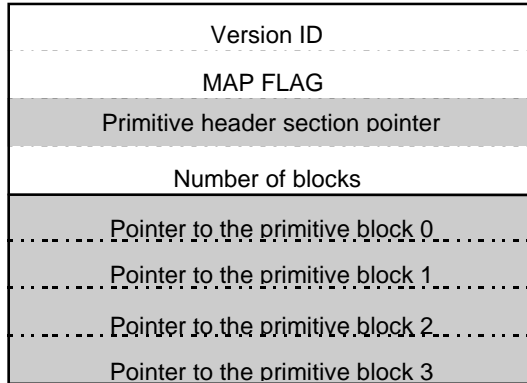 Version ID
MAP FLAG
Primitive header section pointer
Number of blocks
Pointer to the primitive block 0
Pointer to the primitive block 1
Pointer to the primitive block 2
Pointer to the primitive block 3